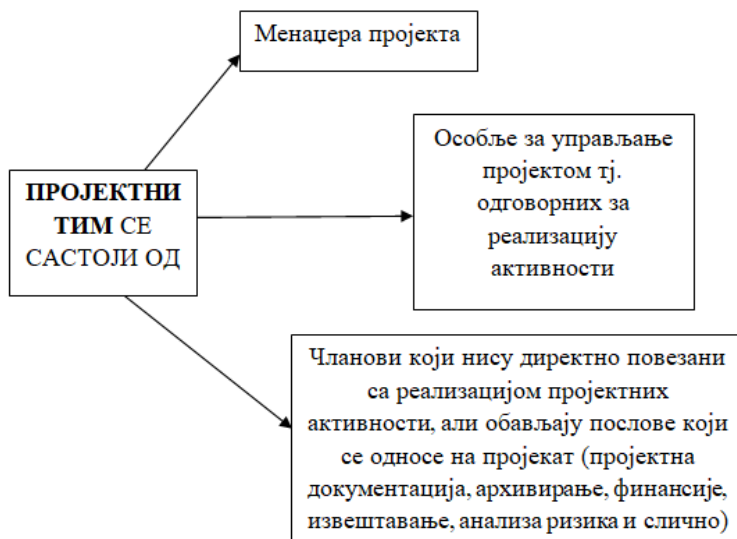 Менаџера пројекта
Особље за управљање
пројектом тј.
одговорних за
реализацију
активности
ПРОЈЕКТНИ
ТИМ СЕ
САСТОЈИ ОД
Чланови који нису директно повезани
са реализацијом пројектних
активности, али обављају послове који
се односе на пројекат (пројектна
документација, архивирање, финансије,
извештавање, анализа ризика и слично)